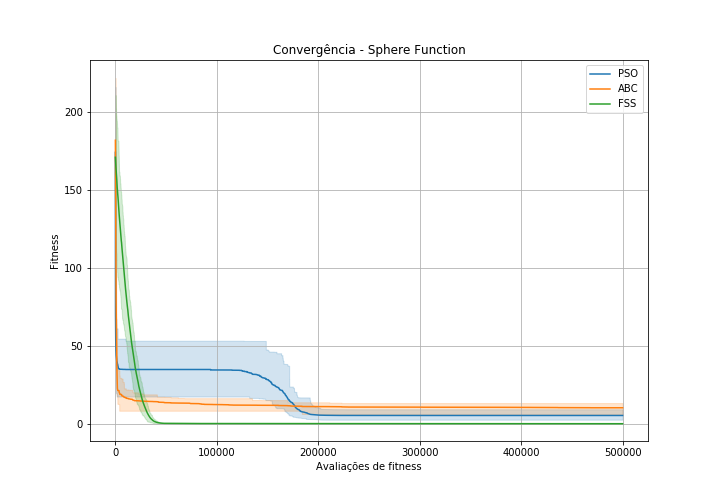 Convergência - Sphere Function
PSO
ABC
FSS
Fitness
200
150
100
50
0
0
100000
200000
300000
400000
500000
Avaliações de fitness